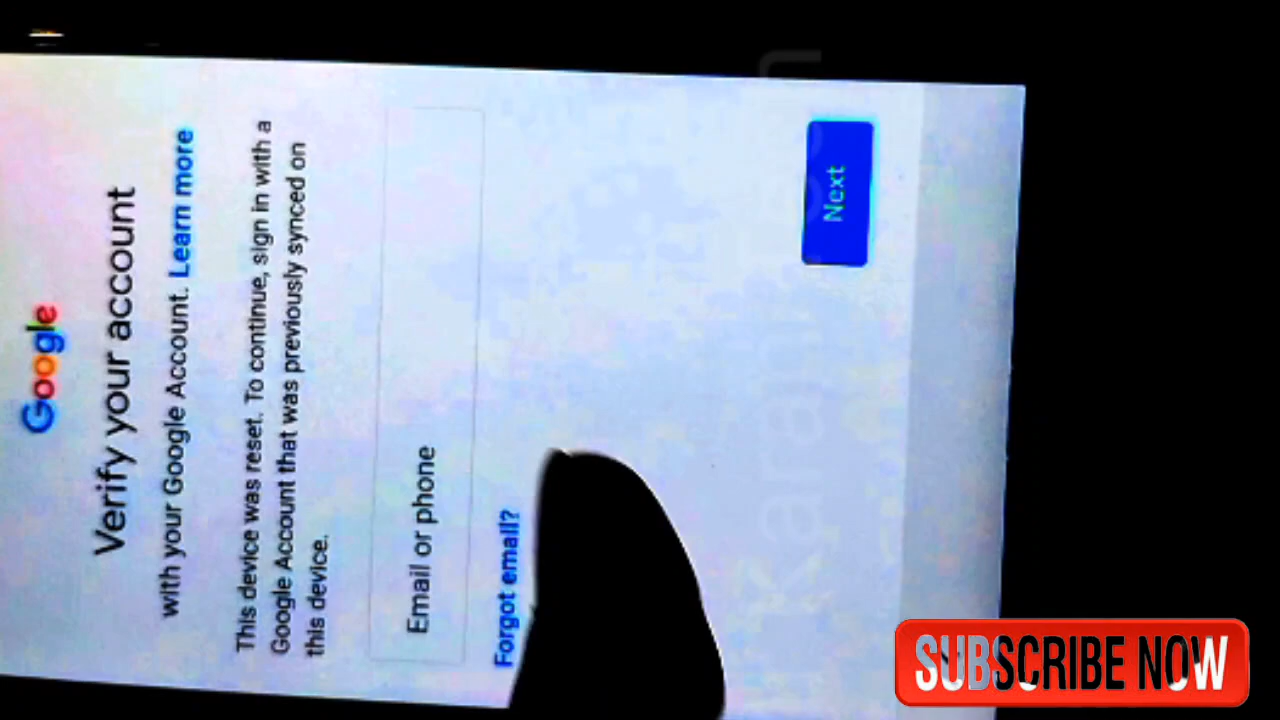 Google
Verify your account
with your Google Account. Learn more
This device was reset. To continue, sign in with a
Google Account that was previously synced on
this device.
Email or phone
Forgot email?
Next
SUBSCRIBE NOW